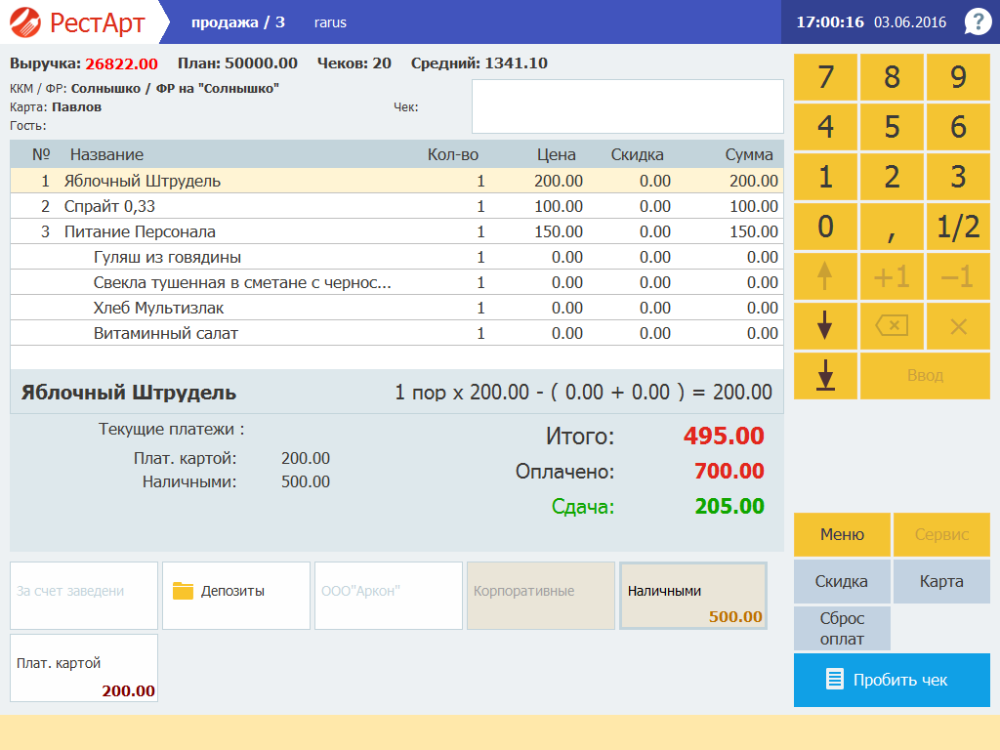 РестАрт
продажа / 3 rarus
17:00:16 03.06.2016 ?
Выручка: 26822.00 План: 50000.00 Чеков: 20 Средний: 1341.10
ККМ / ФР: Солнышко / ФР на "Солнышко"
Карта: Павлов Чек:
Гость:
№ Название Кол-во Цена Скидка Сумма
1 Яблочный Штрудель 1 200.00 0.00 200.00
2 Спрайт 0,33 1 100.00 0.00 100.00
3 Питание Персонала 1 150.00 0.00 150.00
Гуляш из говядины 1 0.00 0.00 0.00
Свекла тушенная в сметане с чернос... 1 0.00 0.00 0.00
Хлеб Мультизлак 1 0.00 0.00 0.00
Витаминный салат 1 0.00 0.00 0.00
Яблочный Штрудель 1 пор x 200.00 - ( 0.00 + 0.00 ) = 200.00
Текущие платежи :
Плат. картой: 200.00
Наличными: 500.00
Итого: 495.00
Оплачено: 700.00
Сдача: 205.00
За счет заведени
Депозиты
ООО"Аркон"
Корпоративные
Наличными
500.00
Плат. картой
200.00
7 8 9
4 5 6
1 2 3
0 , 1/2
+1 −1
Ввод
Меню Сервис
Скидка Карта
Сброс
оплат
Пробить чек